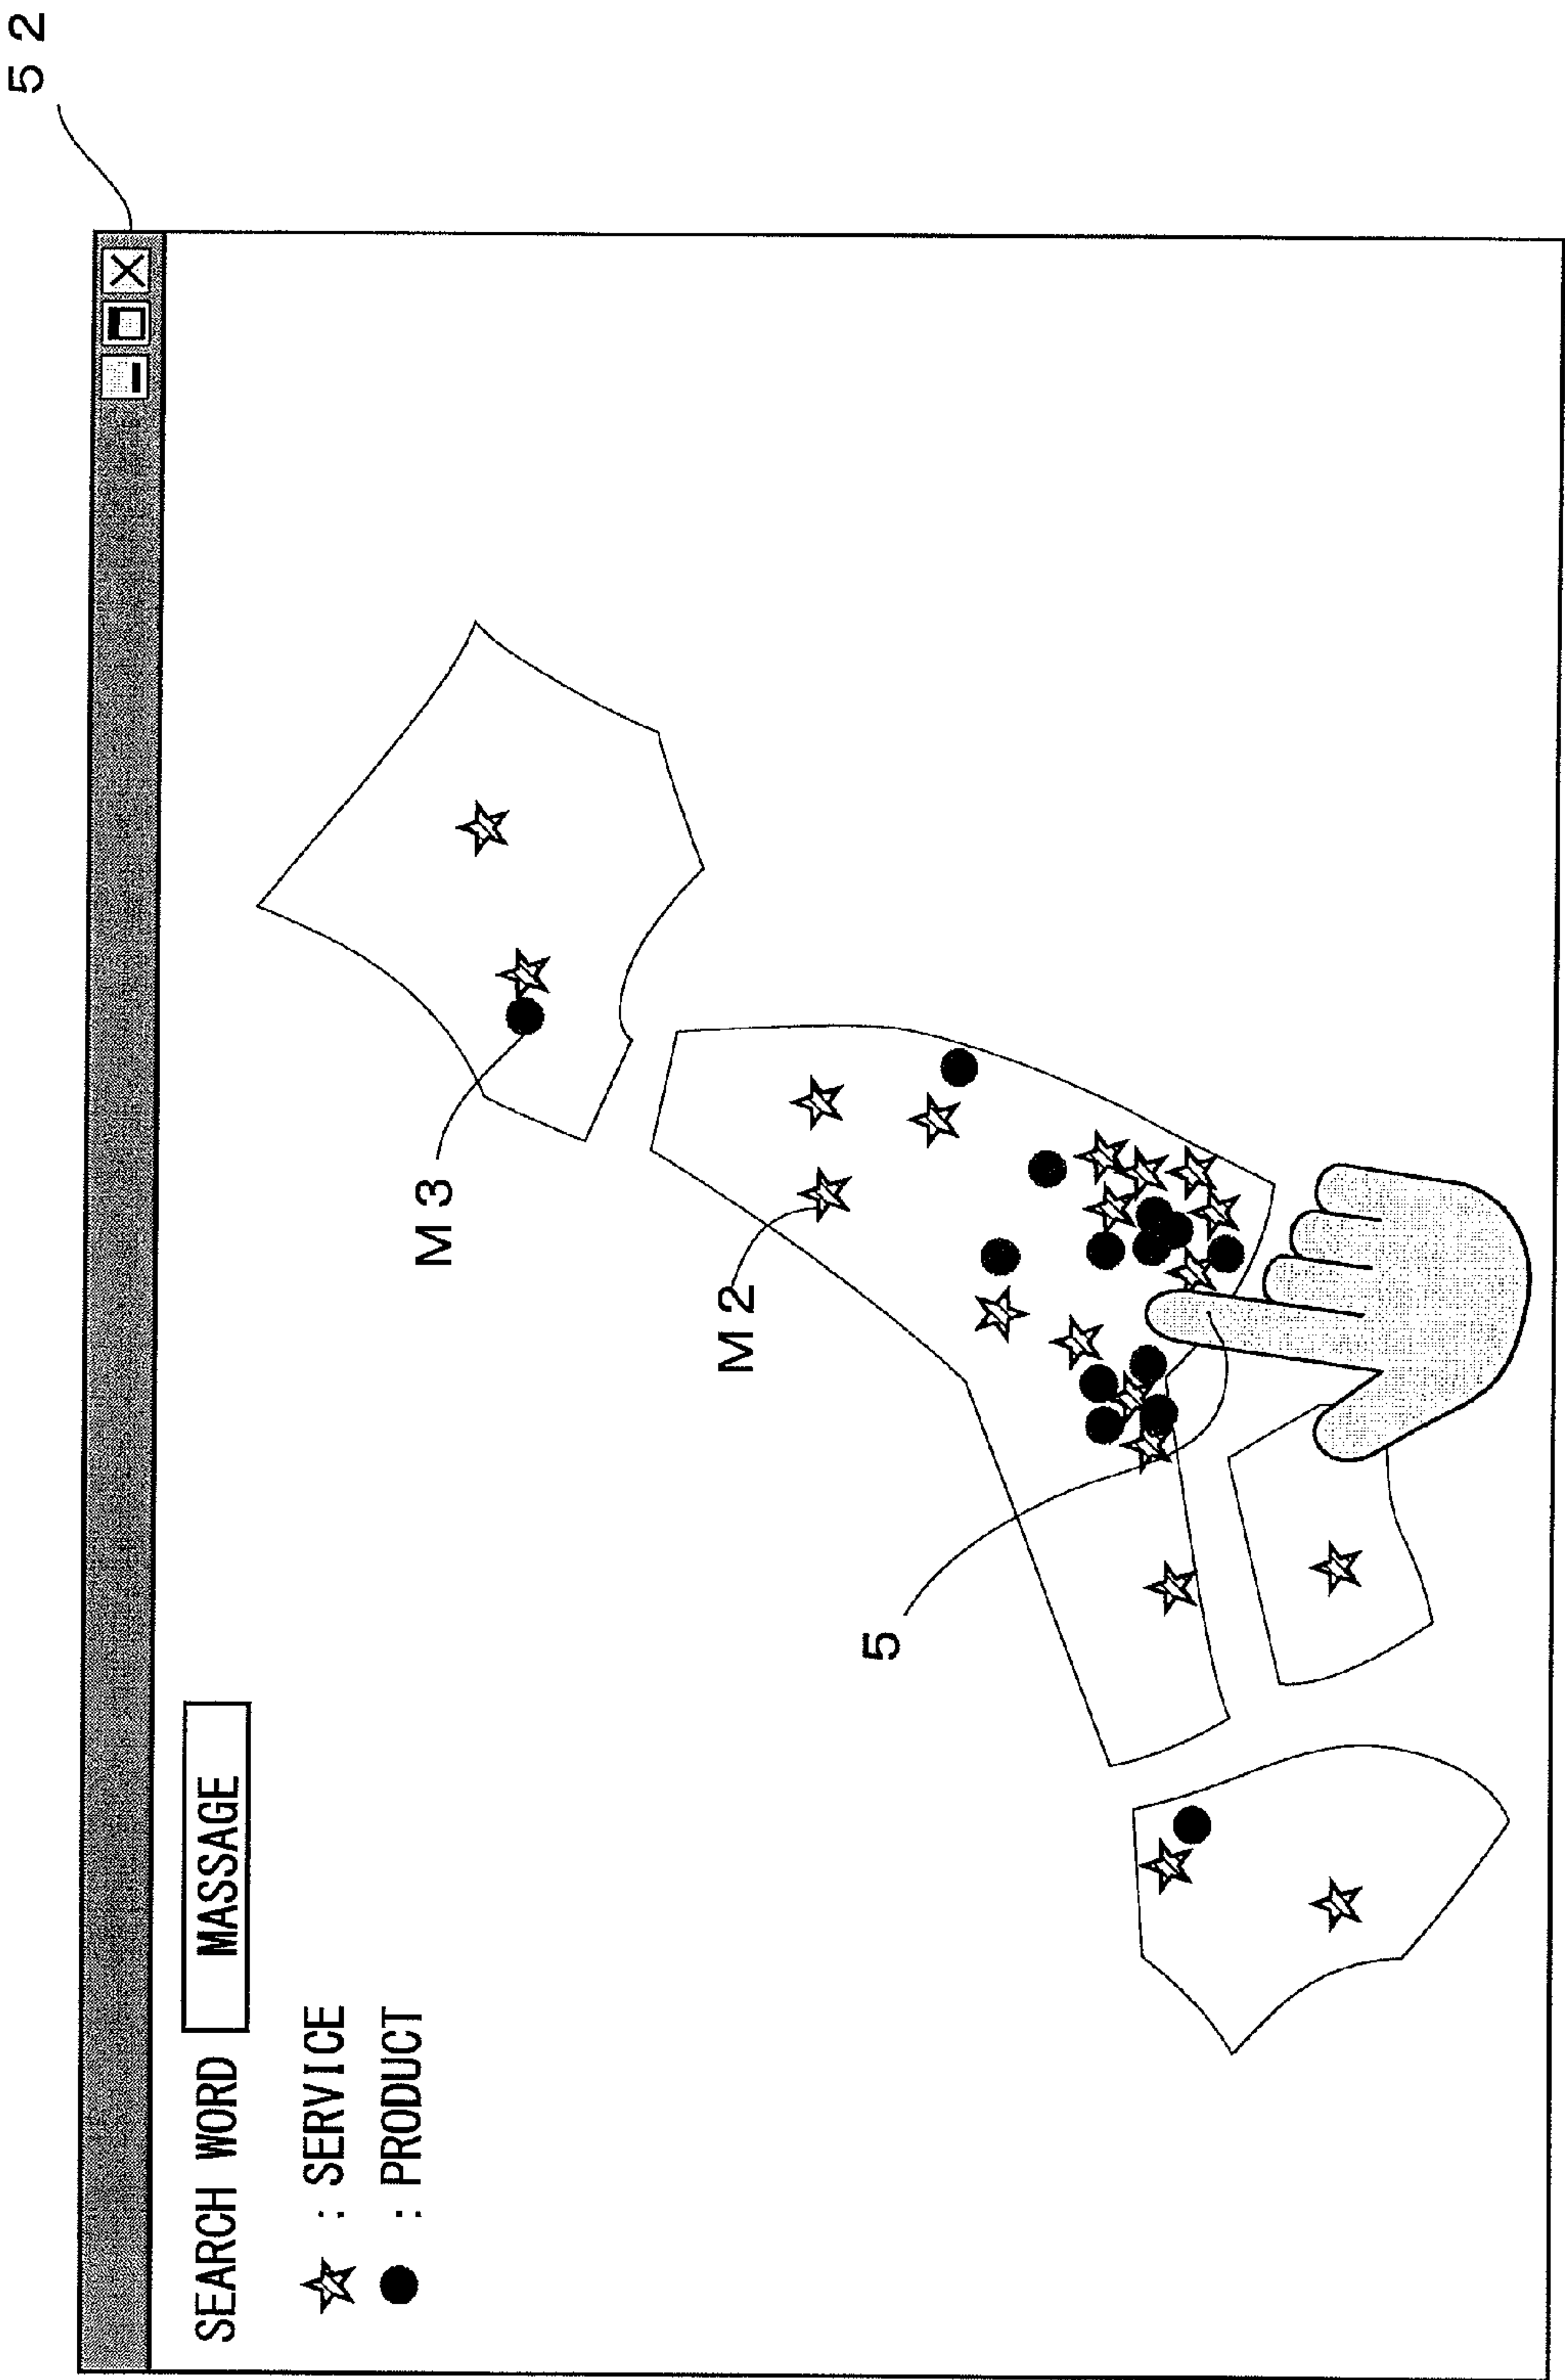 52
SEARCH WORD MASSAGE
☆ : SERVICE
● : PRODUCT
M3
M2
5